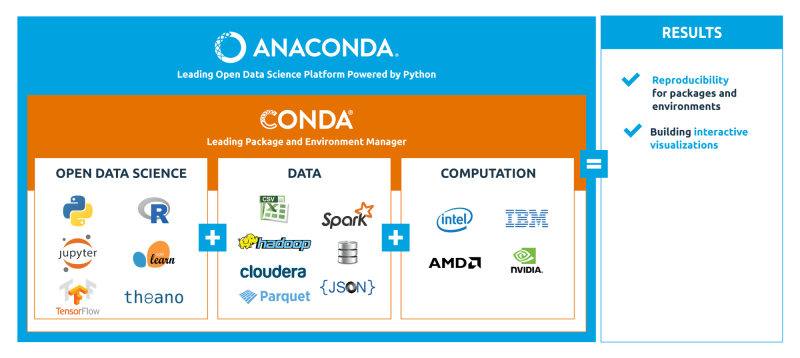 ANACONDA®
Leading Open Data Science Platform Powered by Python
CONDA®
Leading Package and Environment Manager
OPEN DATA SCIENCE
R
jupyter
learn
TensorFlow
theano
+
DATA
CSV
X
Spark
hadoop
cloudera
Parquet
{JSON}
+
COMPUTATION
intel
IBM
AMD
NVIDIA.
=
RESULTS
Reproducibility
for packages and
environments
Building interactive
visualizations